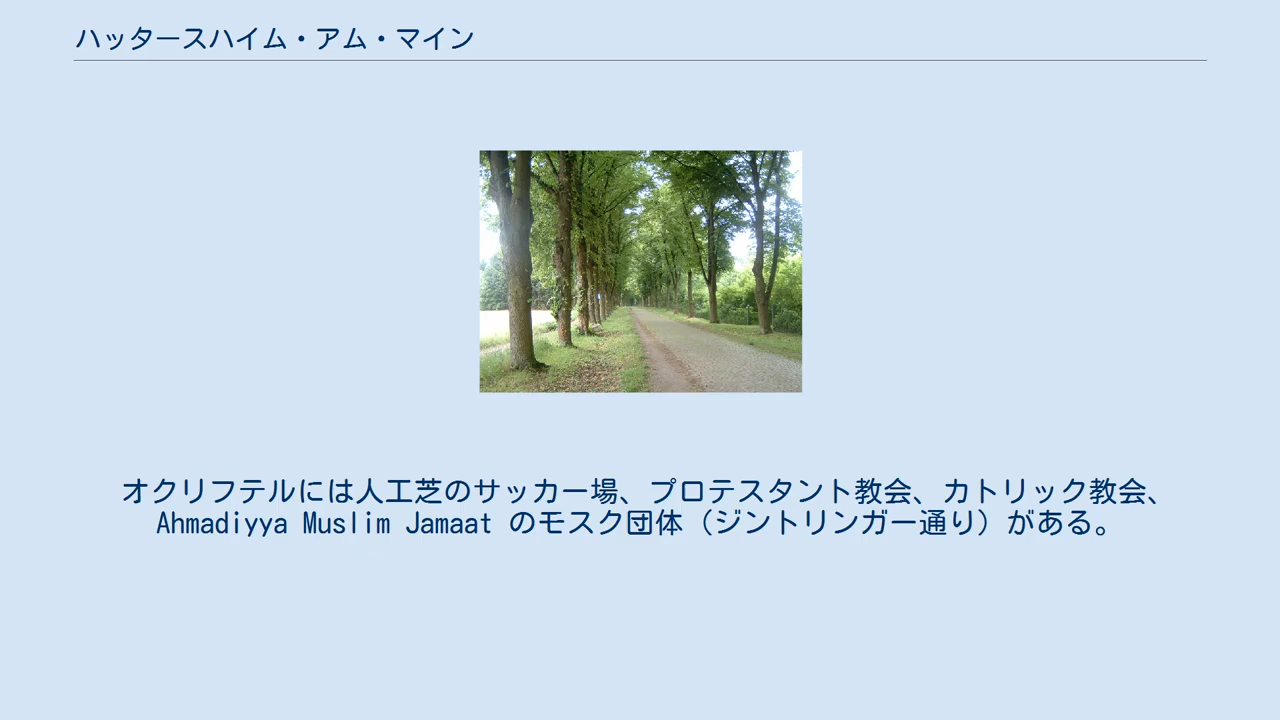 ハッタースハイム・アム・マイン
オクリフテルには人工芝のサッカー場、プロテスタント教会、カトリック教会、
Ahmadiyya Muslim Jamaat のモスク団体（ジントリンガー通り）がある。